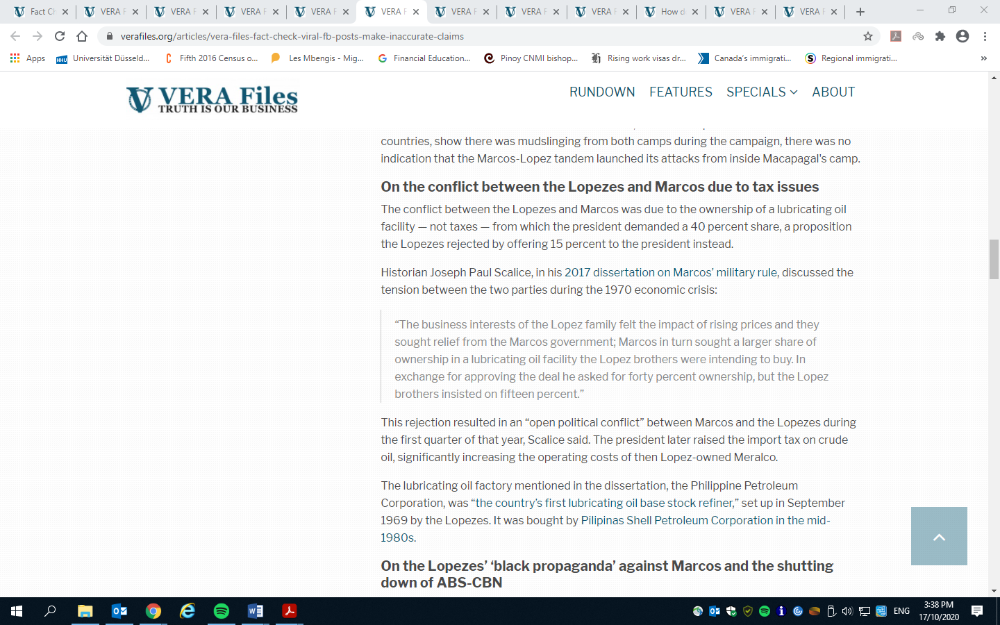 Fact Ch
VERA F
VERA F
VERA F
VERA F
VERA F
VERA F
VERA F
VERA F
How d
VERA F
VERA F
verafiles.org/articles/vera-files-fact-check-viral-fb-posts-make-inaccurate-claims
Apps
Universität Düsseld...
Fifth 2016 Census o...
Les Mbengis - Mig...
Financial Education...
Pinoy CNMI bishop...
Rising work visas dr...
Canada's immigrati...
Regional immigrati...
»
VERA Files
TRUTH IS OUR BUSINESS
RUNDOWN FEATURES SPECIALS ABOUT
countries, show there was mudslinging from both camps during the campaign, there was no
indication that the Marcos-Lopez tandem launched its attacks from inside Macapagal's camp.
On the conflict between the Lopezes and Marcos due to tax issues
The conflict between the Lopezes and Marcos was due to the ownership of a lubricating oil
facility — not taxes — from which the president demanded a 40 percent share, a proposition
the Lopezes rejected by offering 15 percent to the president instead.
Historian Joseph Paul Scalice, in his 2017 dissertation on Marcos’ military rule, discussed the
tension between the two parties during the 1970 economic crisis:
“The business interests of the Lopez family felt the impact of rising prices and they
sought relief from the Marcos government; Marcos in turn sought a larger share of
ownership in a lubricating oil facility the Lopez brothers were intending to buy. In
exchange for approving the deal he asked for forty percent ownership, but the Lopez
brothers insisted on fifteen percent.”
This rejection resulted in an “open political conflict” between Marcos and the Lopezes during
the first quarter of that year, Scalice said. The president later raised the import tax on crude
oil, significantly increasing the operating costs of then Lopez-owned Meralco.
The lubricating oil factory mentioned in the dissertation, the Philippine Petroleum
Corporation, was “the country’s first lubricating oil base stock refiner,” set up in September
1969 by the Lopezes. It was bought by Pilipinas Shell Petroleum Corporation in the mid-
1980s.
On the Lopezes’ ‘black propaganda’ against Marcos and the shutting
down of ABS-CBN
ENG
3:38 PM
17/10/2020